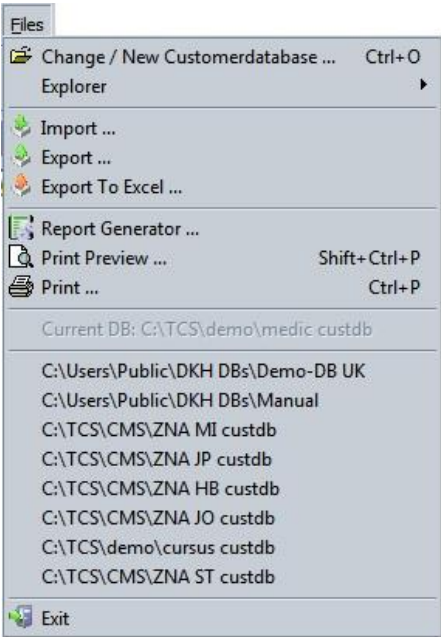 Files
Change / New Customerdatabase ... Ctrl+O
Explorer
Import ...
Export ...
Export To Excel ...
Report Generator ...
Print Preview ... Shift+Ctrl+P
Print ... Ctrl+P
Current DB: C:\TCS\demo\medic custdb
C:\Users\Public\DKH DBs\Demo-DB UK
C:\Users\Public\DKH DBs\Manual
C:\TCS\CMS\ZNA MI custdb
C:\TCS\CMS\ZNA JP custdb
C:\TCS\CMS\ZNA HB custdb
C:\TCS\CMS\ZNA JO custdb
C:\TCS\demo\cursus custdb
C:\TCS\CMS\ZNA ST custdb
Exit